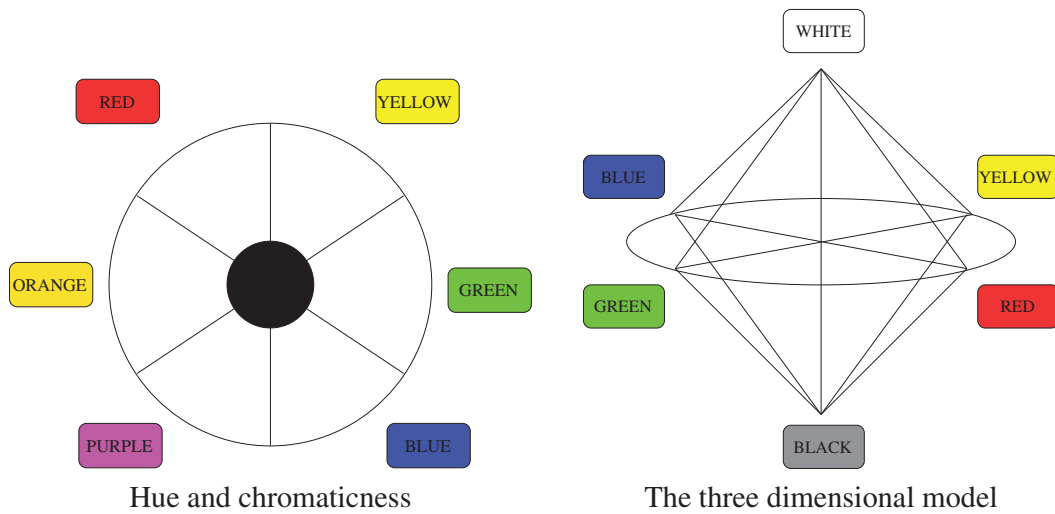 RED
YELLOW
ORANGE
GREEN
PURPLE
BLUE
Hue and chromaticness
WHITE
BLUE
YELLOW
GREEN
RED
BLACK
The three dimensional model